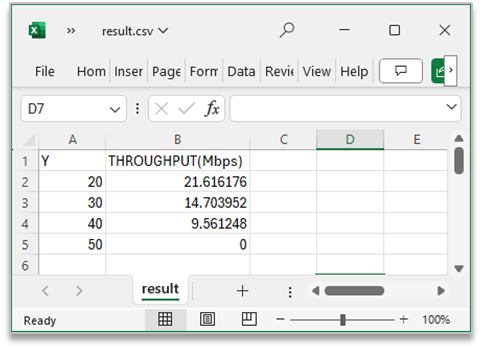 » result.csv
File Hom Inser Page Form Data Revie View Help
D7 fx
A B C D E
1 Y THROUGHPUT(Mbps)
2 20 21.616176
3 30 14.703952
4 40 9.561248
5 50 0
6
result +
Ready 100%